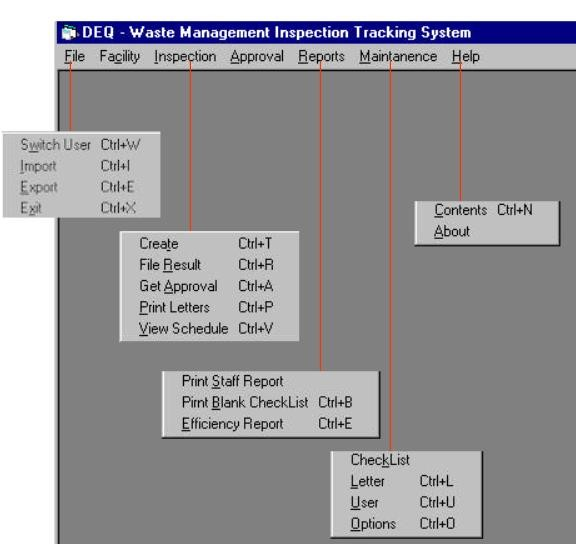 DEQ - Waste Management Inspection Tracking System
File Facility Inspection Approval Reports Maintanence Help
Switch User Ctrl+W
Import Ctrl+I
Export Ctrl+E
Exit Ctrl+X
Contents Ctrl+N
About
Create Ctrl+T
File Result Ctrl+R
Get Approval Ctrl+A
Print Letters Ctrl+P
View Schedule Ctrl+V
Print Staff Report
Pirnt Blank CheckList Ctrl+B
Efficiency Report Ctrl+E
CheckList
Letter Ctrl+L
User Ctrl+U
Options Ctrl+O